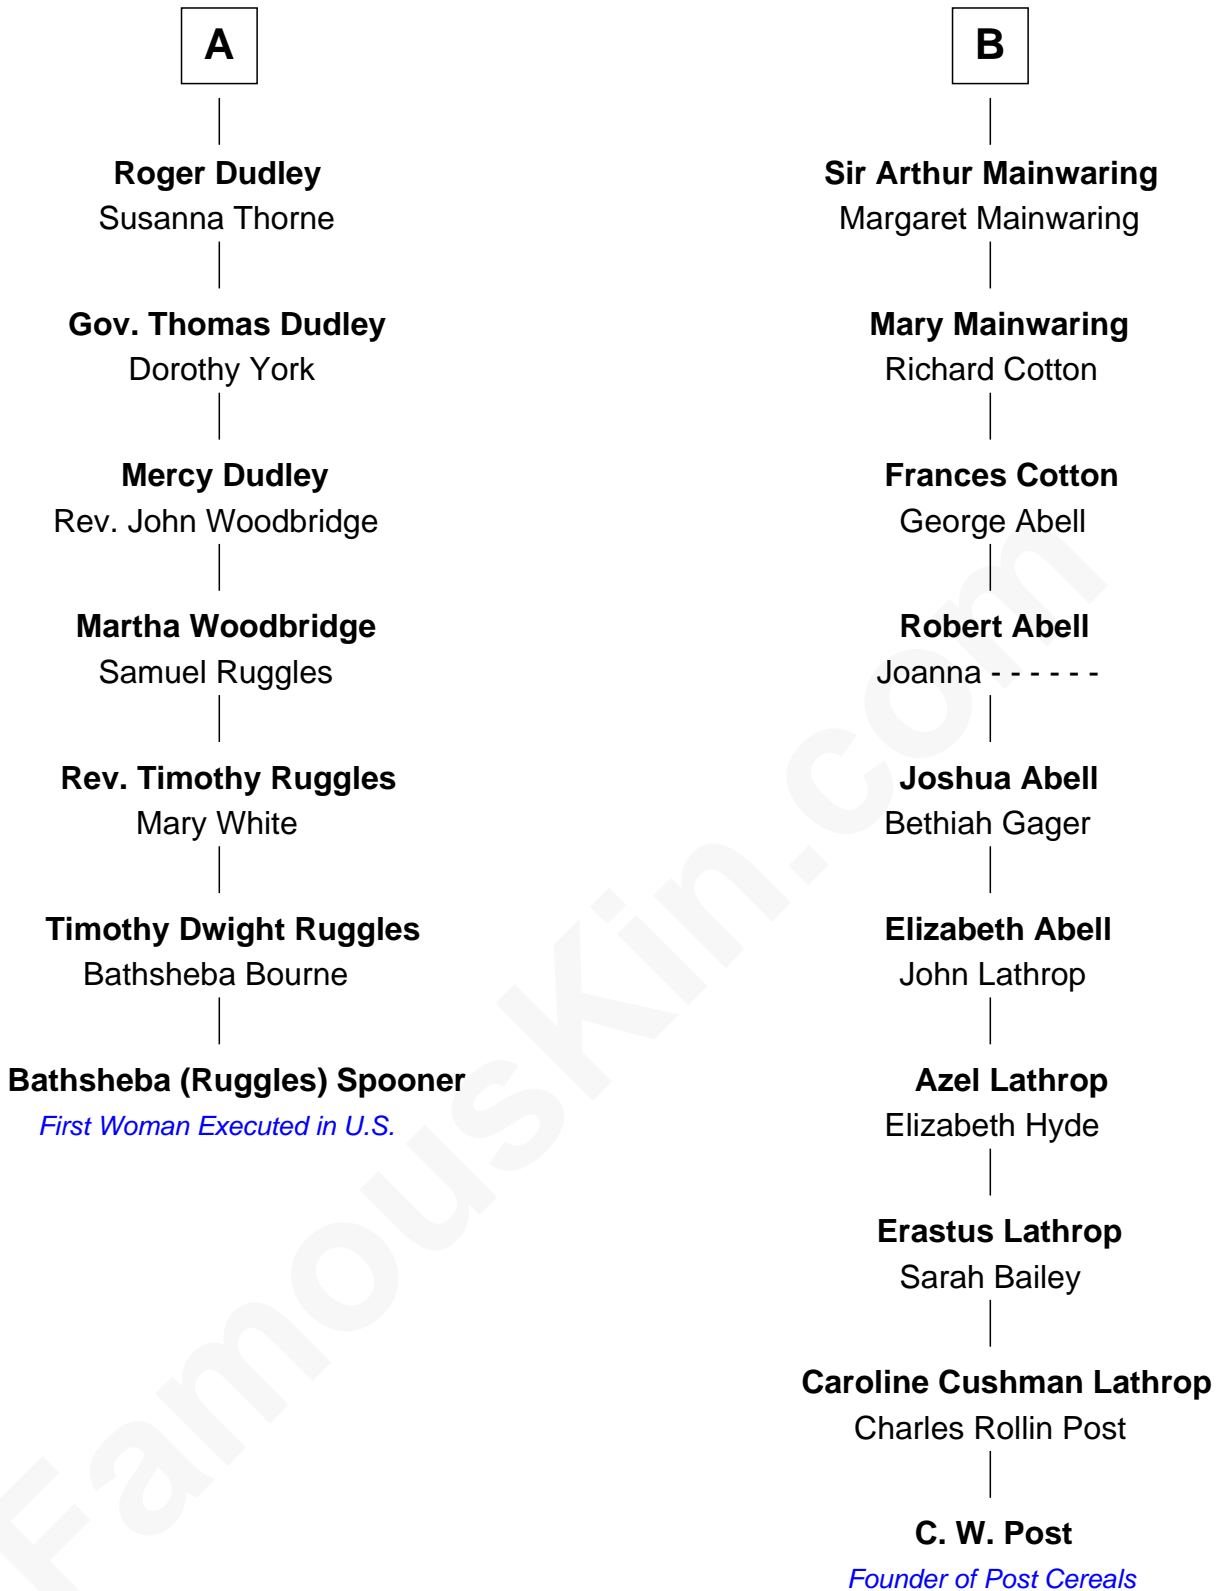 A
Roger Dudley
Susanna Thorne
Gov. Thomas Dudley
Dorothy York
Mercy Dudley
Rev. John Woodbridge
Martha Woodbridge
Samuel Ruggles
Rev. Timothy Ruggles
Mary White
Timothy Dwight Ruggles
Bathsheba Bourne
Bathsheba (Ruggles) Spooner
First Woman Executed in U.S.
B
Sir Arthur Mainwaring
Margaret Mainwaring
Mary Mainwaring
Richard Cotton
Frances Cotton
George Abell
Robert Abell
Joanna - - - - - -
Joshua Abell
Bethiah Gager
Elizabeth Abell
John Lathrop
Azel Lathrop
Elizabeth Hyde
Erastus Lathrop
Sarah Bailey
Caroline Cushman Lathrop
Charles Rollin Post
C. W. Post
Founder of Post Cereals
FamousKin.com